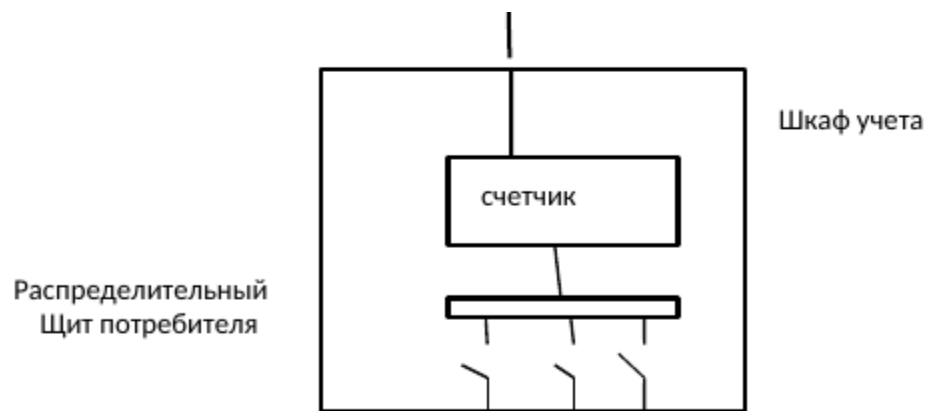 Шкаф учета
счетчик
Распределительный
Щит потребителя